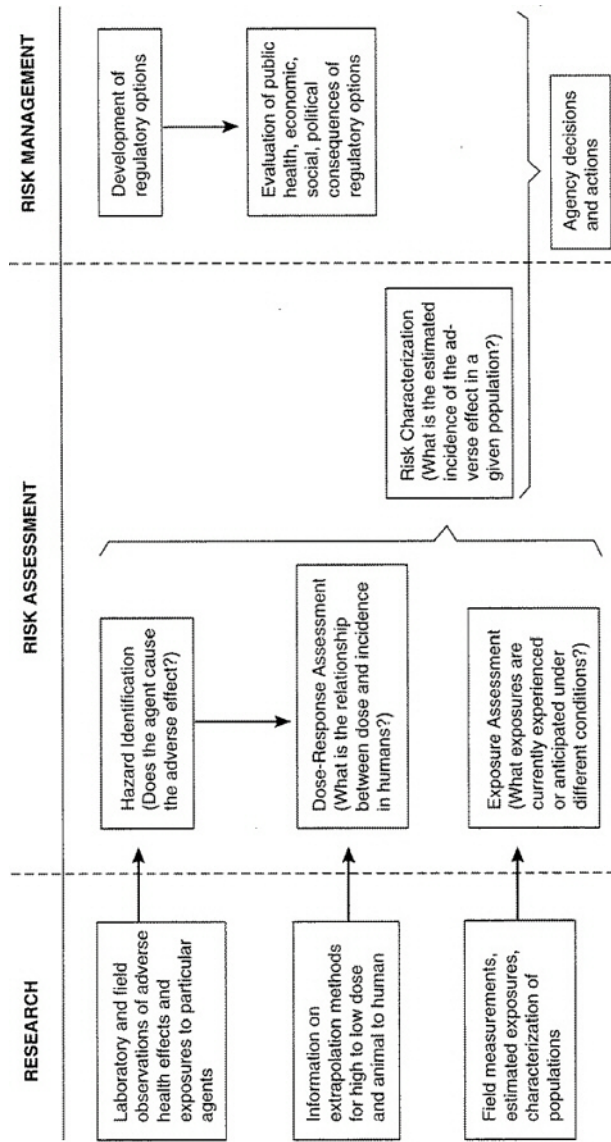 RESEARCH
RISK ASSESSMENT
RISK MANAGEMENT
Laboratory and field
observations of adverse
health effects and
exposures to particular
agents
Hazard Identification
(Does the agent cause
the adverse effect?)
Development of
regulatory options
Information on
extrapolation methods
for high to low dose
and animal to human
Dose-Response Assessment
(What is the relationship
between dose and incidence
in humans?)
Evaluation of public
health, economic,
social, political
consequences of
regulatory options
Field measurements,
estimated exposures,
characterization of
populations
Exposure Assessment
(What exposures are
currently experienced
or anticipated under
different conditions?)
Risk Characterization
(What is the estimated
incidence of the ad-
verse effect in a
given population?)
Agency decisions
and actions